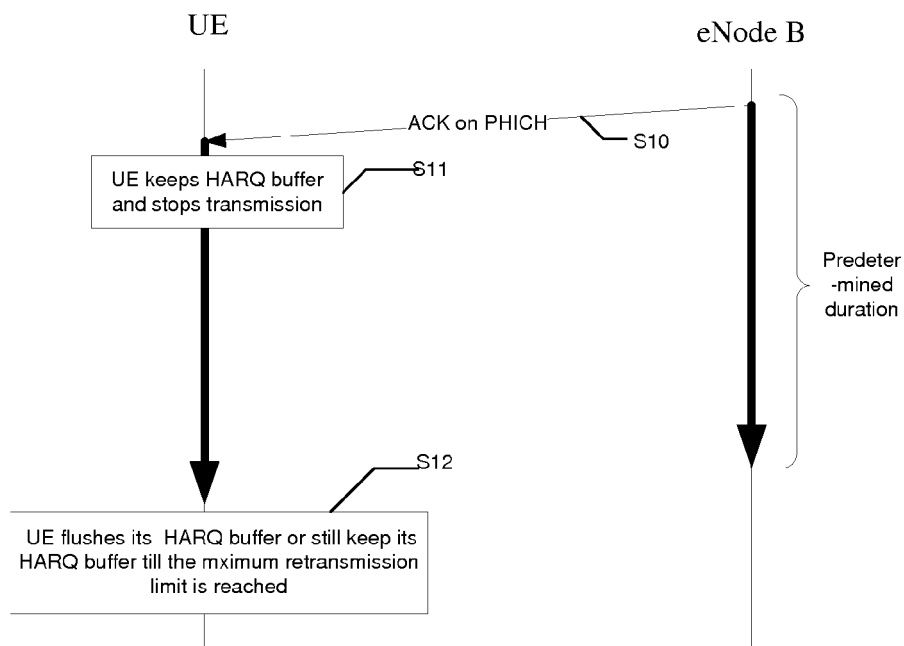 UE
eNode B
ACK on PHICH
S10
S11
UE keeps HARQ buffer
and stops transmission
Predeter
-mined
duration
S12
UE flushes its HARQ buffer or still keep its
HARQ buffer till the mximum retransmission
limit is reached